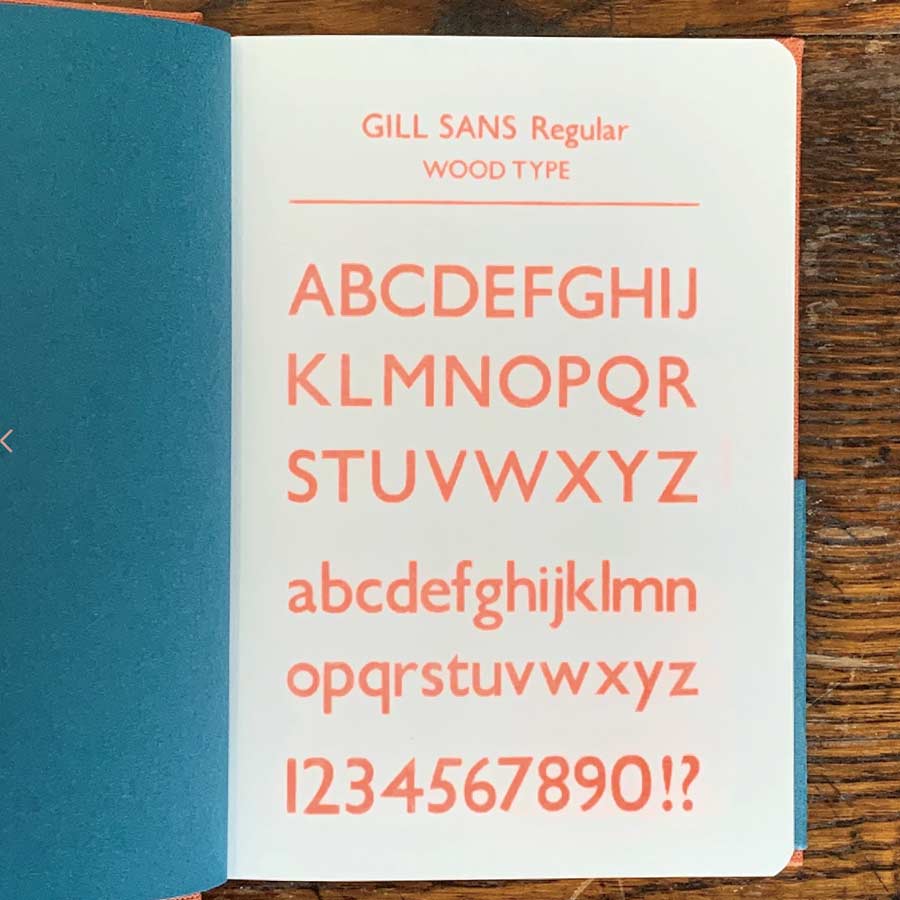 GILL SANS Regular
WOOD TYPE
ABCDEFGHIJ
KLMNOPQR
STUVWXYZ
abcdefghijklmn
opqrstuvwxyz
1234567890!?